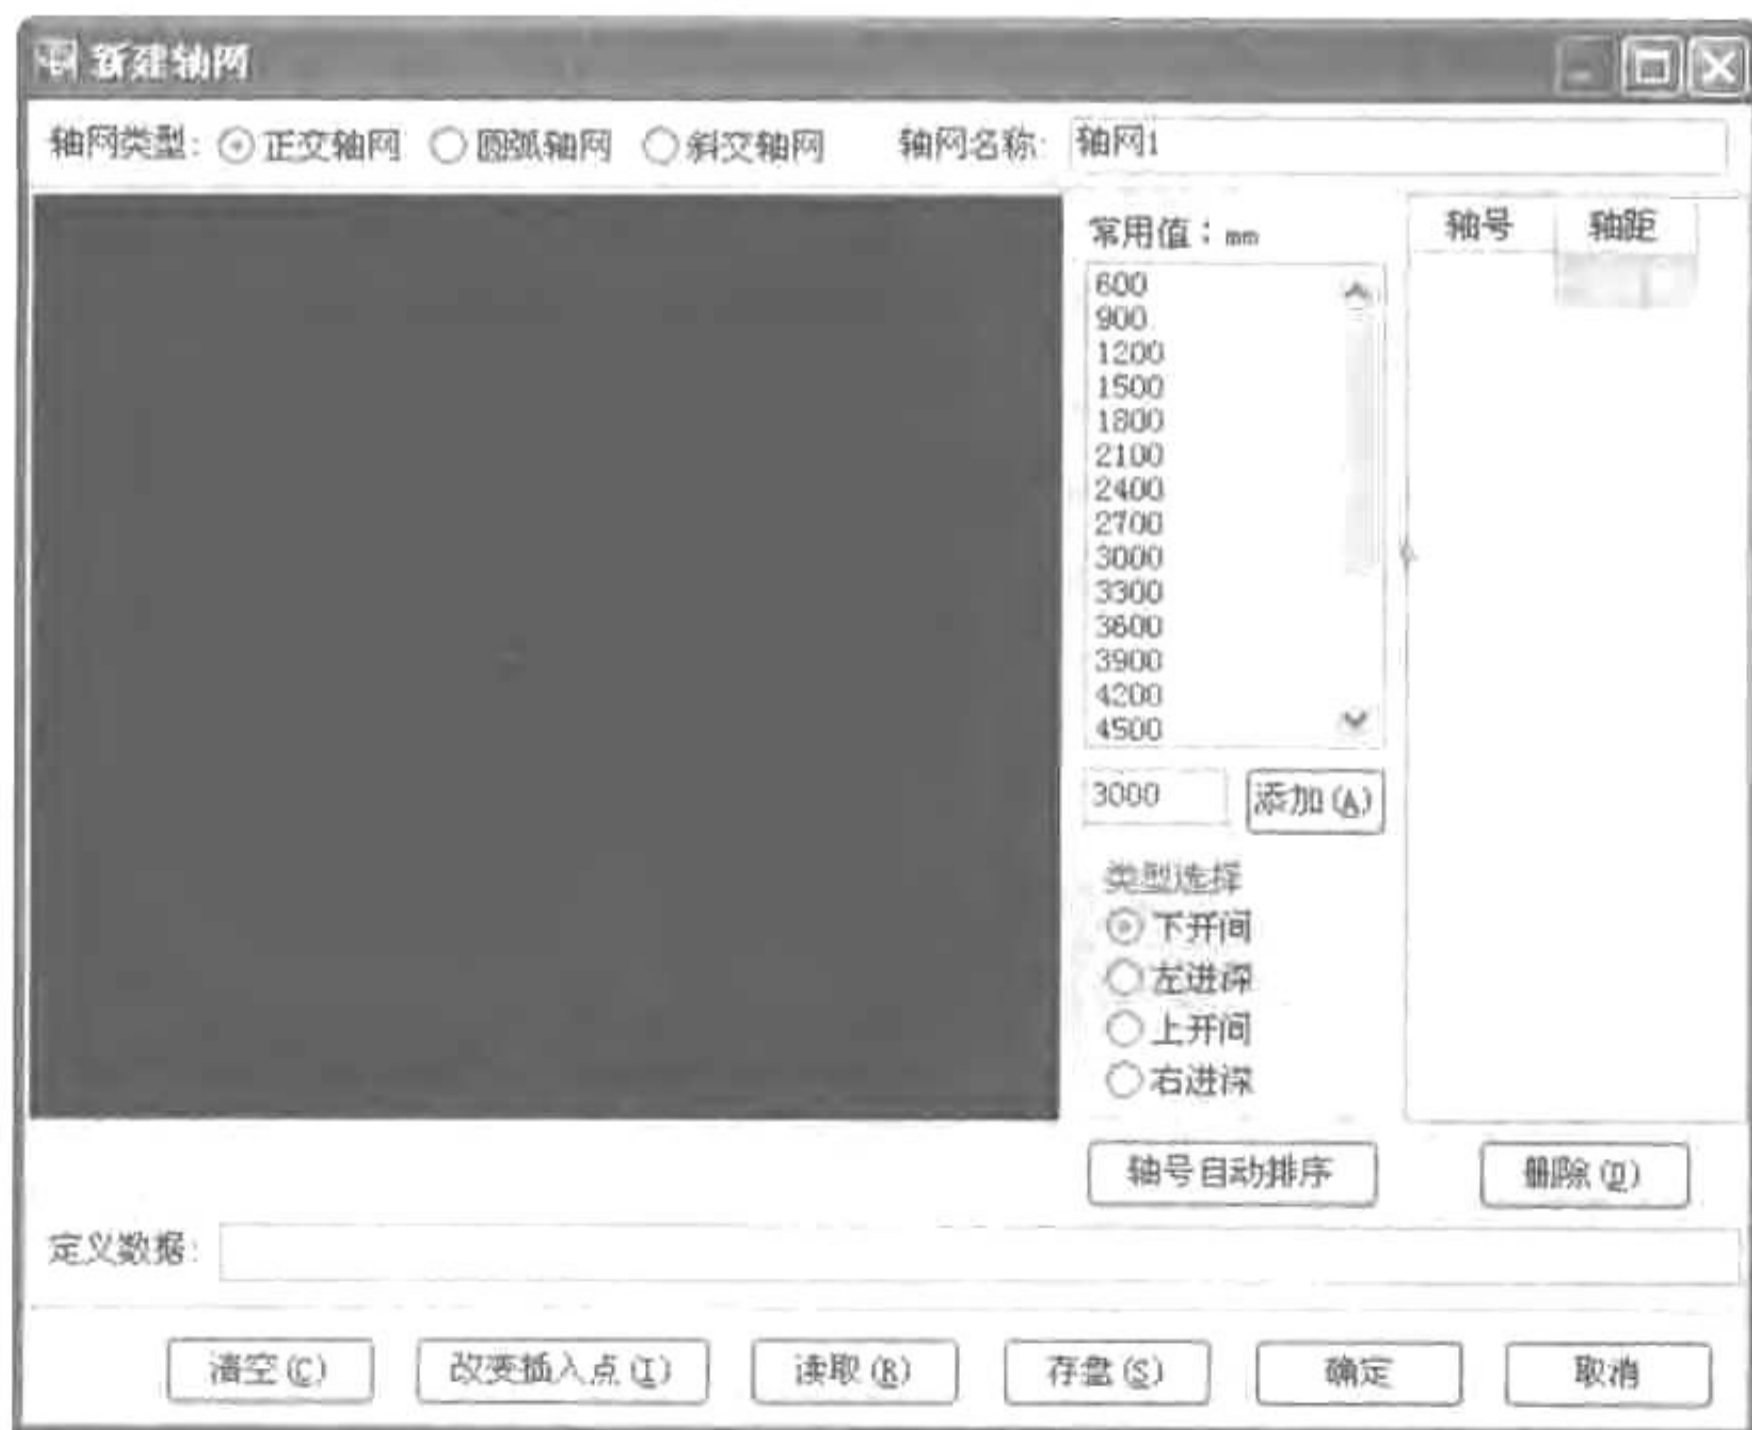 新建轴网
轴网类型: 正交轴网 圆弧轴网 斜交轴网 轴网名称: 轴网1
常用值：mm
600
900
1200
1500
1800
2100
2400
2700
3000
3300
3600
3900
4200
4500
3000 添加(A)
类型选择
下开间
左进深
上开间
右进深
轴号 轴距
轴号自动排序 删除(D)
定义数据:
清空(C) 改变插入点(I) 读取(R) 存盘(S) 确定 取消